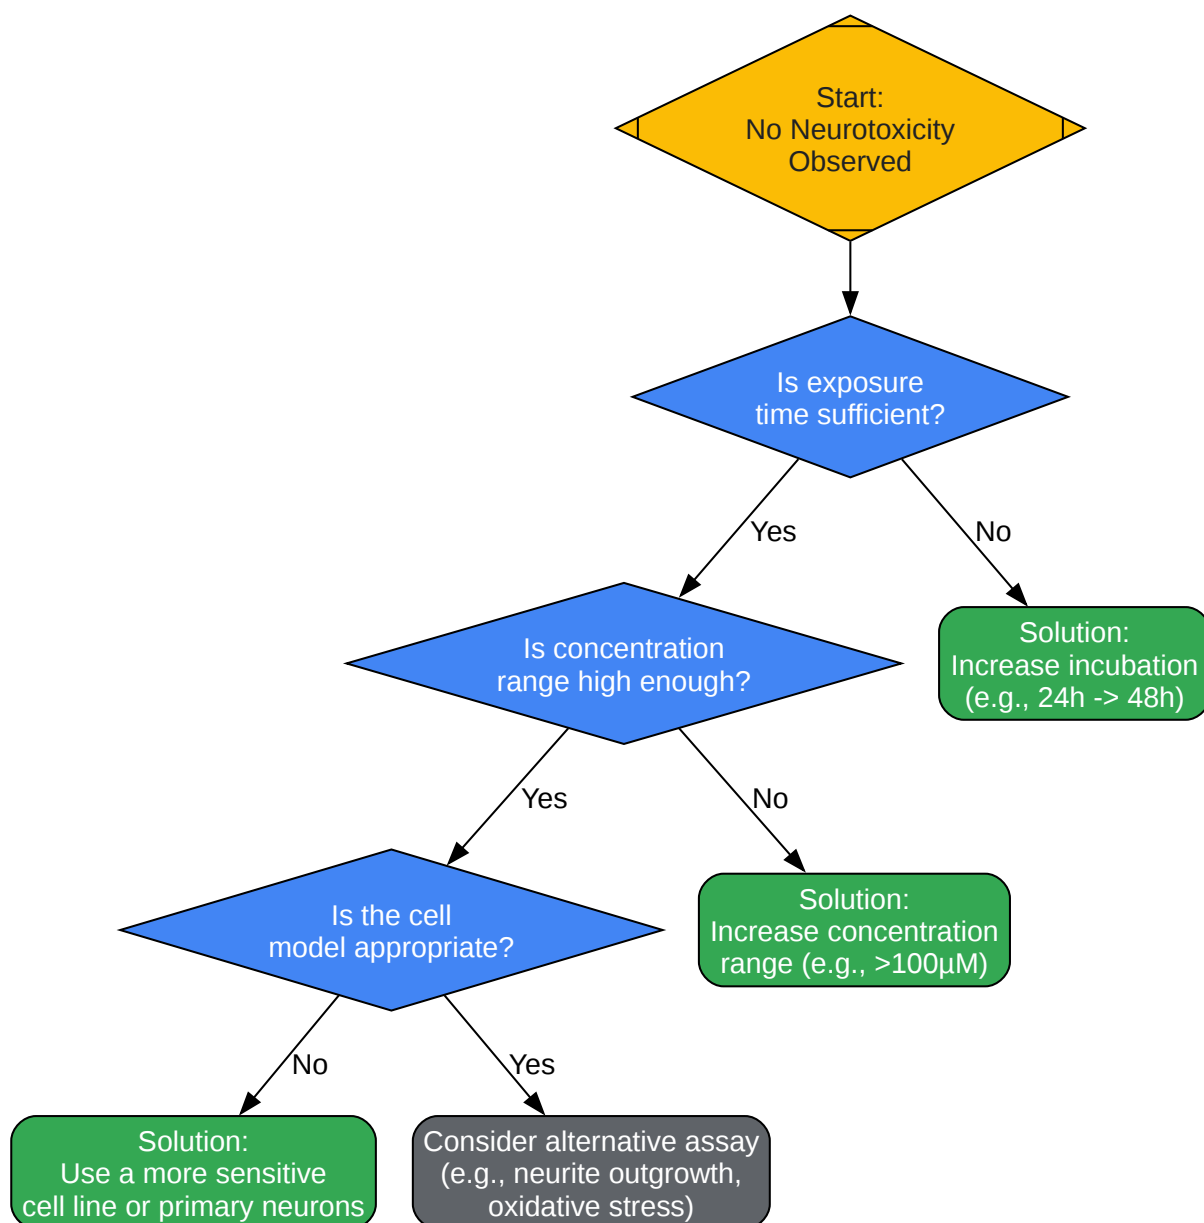 Start:
No Neurotoxicity
Observed
Is exposure
time sufficient?
Yes
No
Is concentration
range high enough?
Solution:
Increase incubation
(e.g., 24h -> 48h)
Yes
No
Is the cell
model appropriate?
Solution:
Increase concentration
range (e.g., >100µM)
No
Yes
Solution:
Use a more sensitive
cell line or primary neurons
Consider alternative assay
(e.g., neurite outgrowth,
oxidative stress)